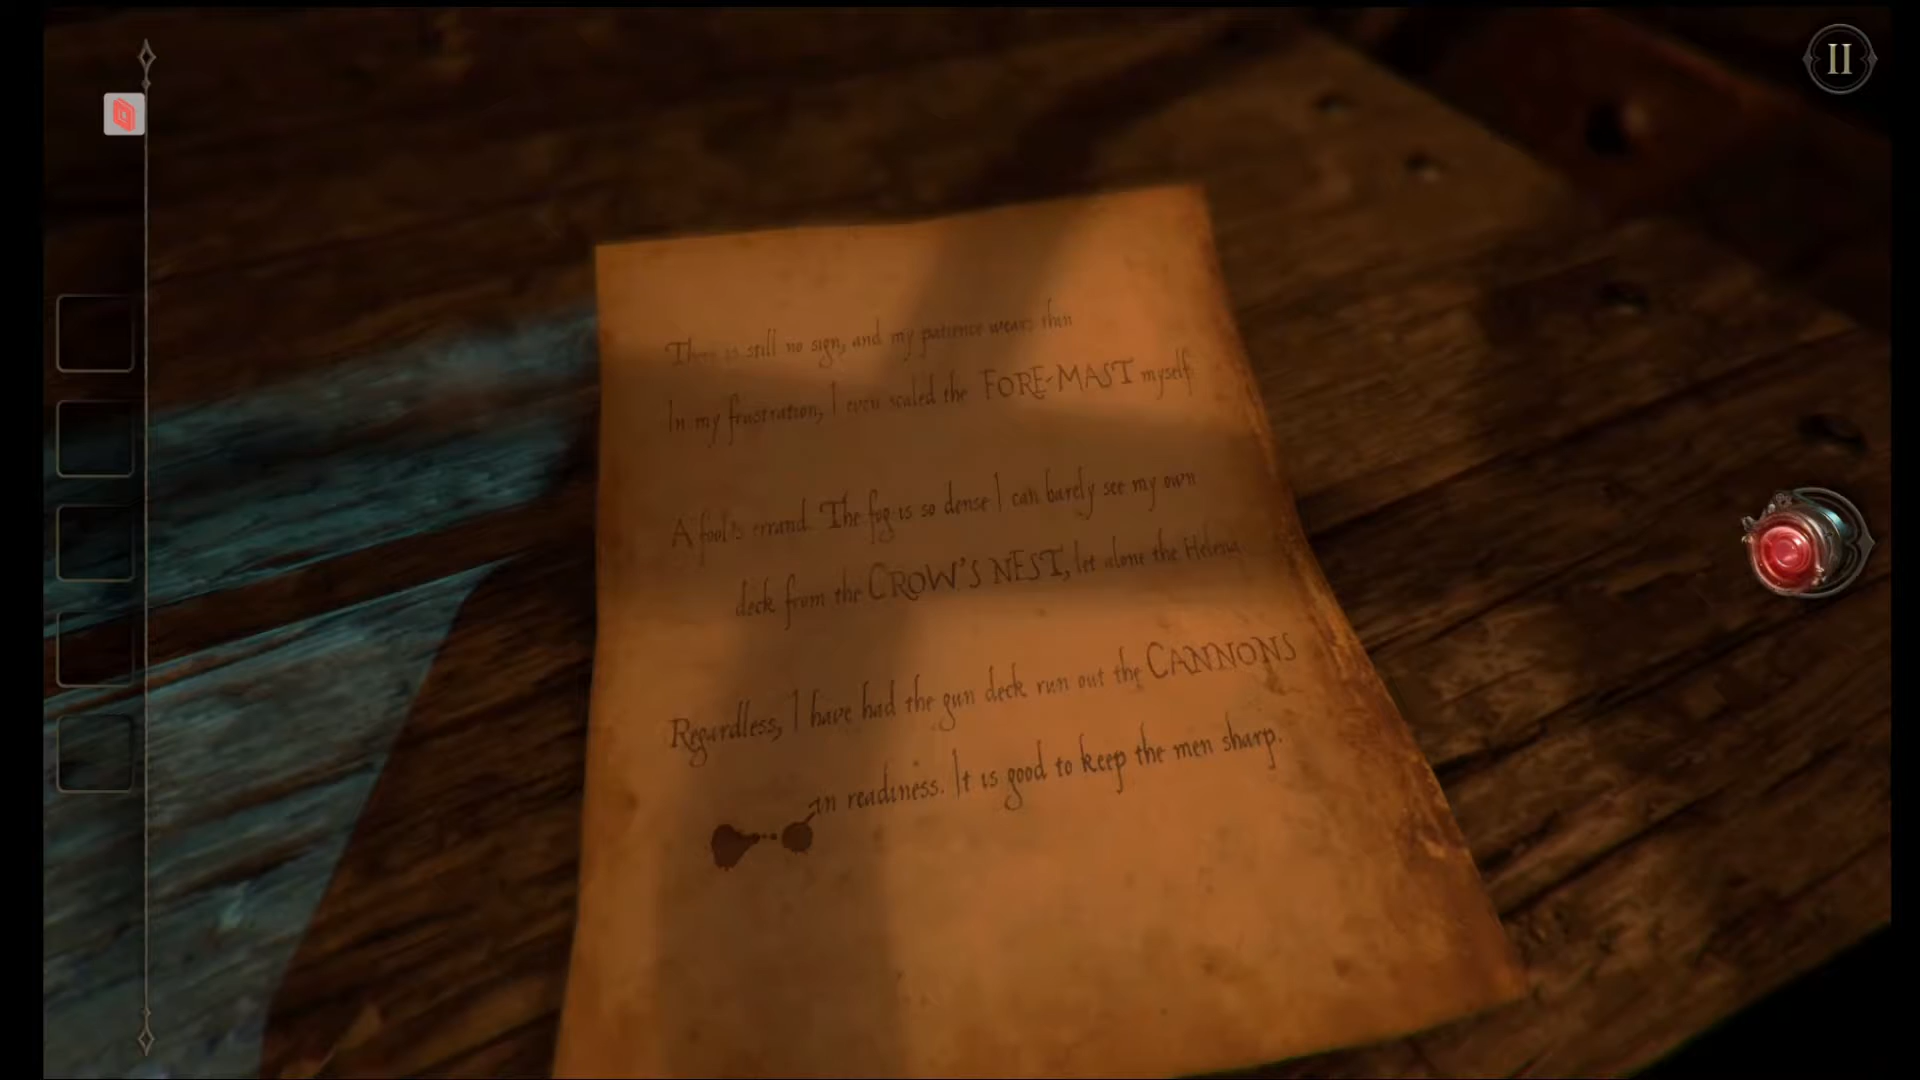 There is still no sign, and my patience wears thin
In my frustration, I even scaled the FORE-MAST myself.
A fool's errand. The fog is so dense I can barely see my own
deck from the CROW'S NEST, let alone the Helena.
Regardless, I have had the gun deck run out the CANNONS
in readiness. It is good to keep the men sharp.
II